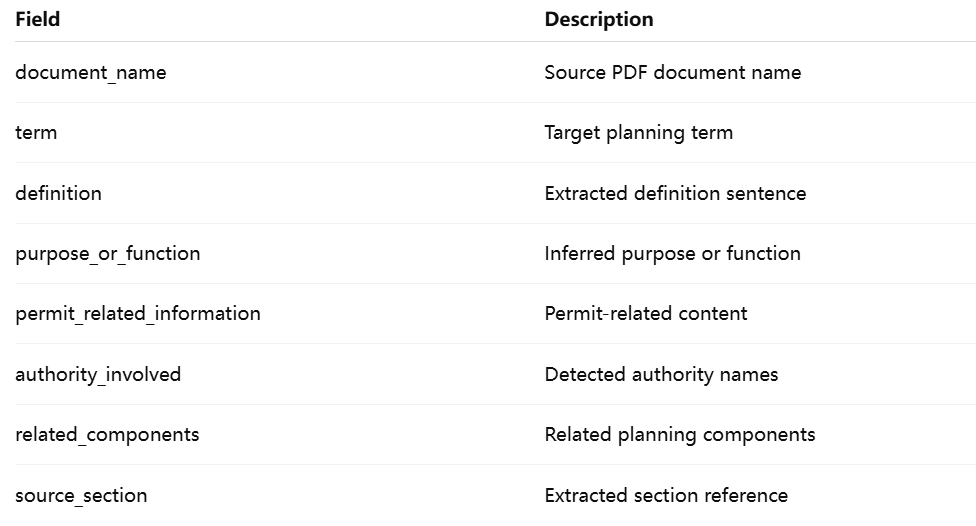 Field Description
document_name Source PDF document name
term Target planning term
definition Extracted definition sentence
purpose_or_function Inferred purpose or function
permit_related_information Permit-related content
authority_involved Detected authority names
related_components Related planning components
source_section Extracted section reference